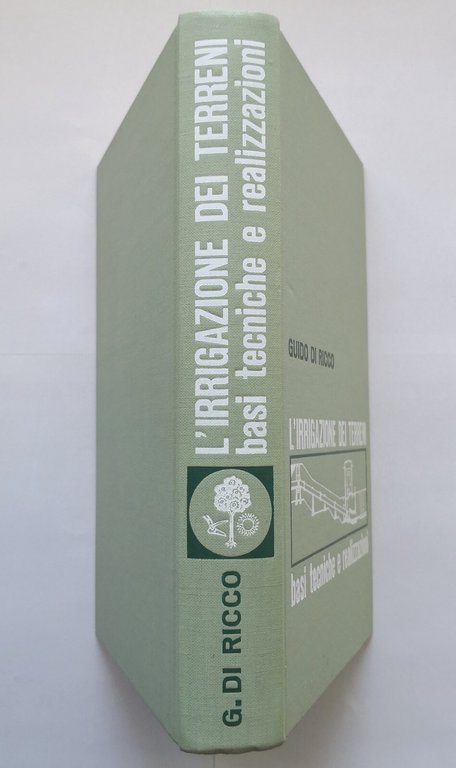 L'IRRIGAZIONE DEI TERRENI
basi tecniche e realizzazioni
G. DI RICCO
GUIDO DI RICCO
L'IRRIGAZIONE DEI TERRENI
basi tecniche e realizzazioni